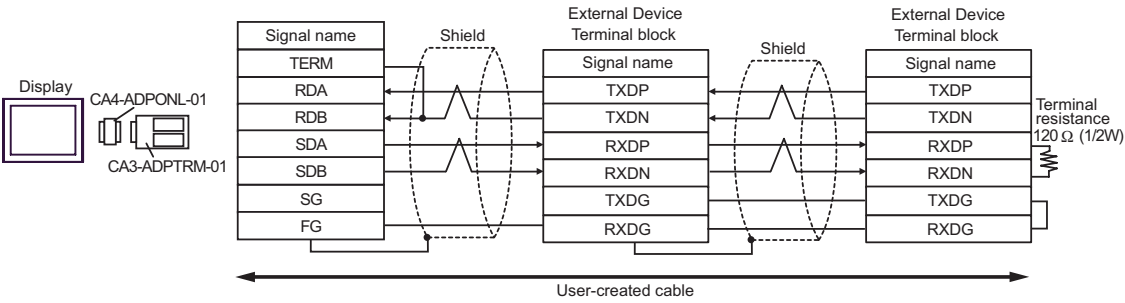 Display
CA4-ADPONL-01
CA3-ADPTRM-01
Signal name
TERM
RDA
RDB
SDA
SDB
SG
FG
Shield
External Device
Terminal block
Signal name
TXDP
TXDN
RXDP
RXDN
TXDG
RXDG
Shield
External Device
Terminal block
Signal name
TXDP
TXDN
RXDP
RXDN
TXDG
RXDG
Terminal
resistance
120 Ω (1/2W)
User-created cable